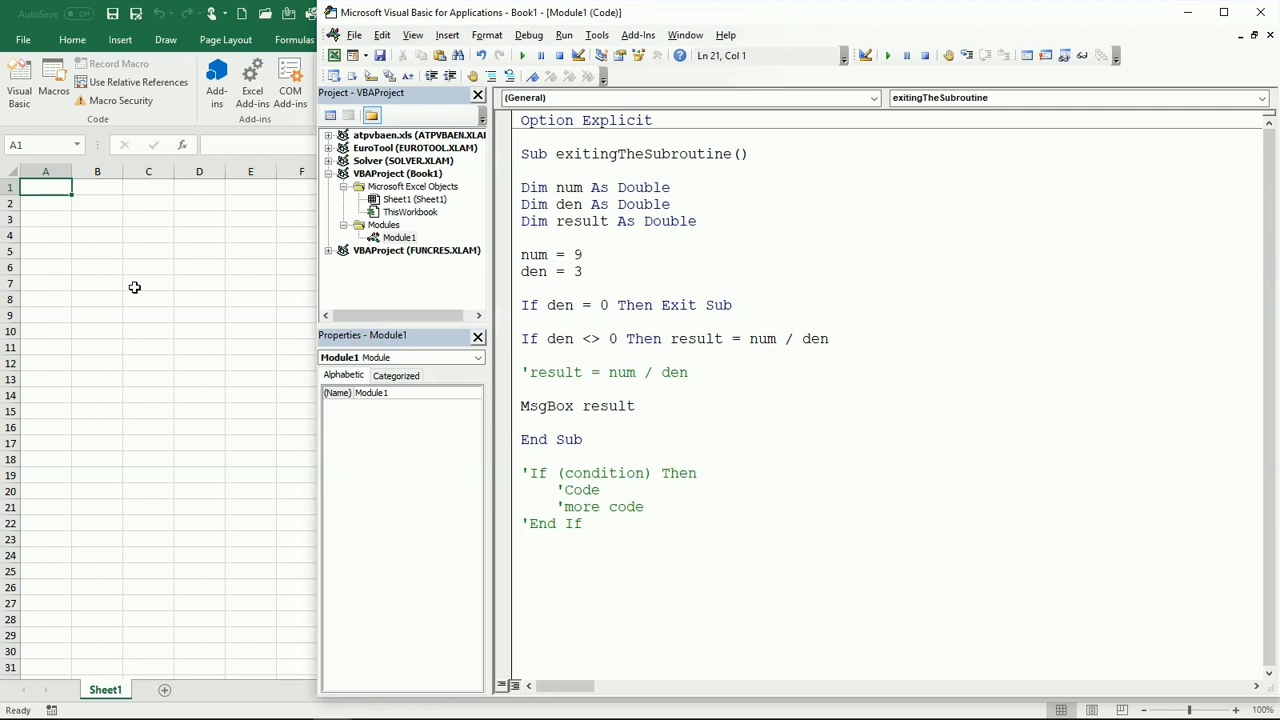 AutoSave Off Book1
File Home Insert Draw Page Layout Formulas
Visual Basic
Macros
Record Macro
Use Relative References
Macro Security
Code
Add-ins
Excel Add-ins
COM Add-ins
Add-ins
A1
A B C D E F
1
2
3
4
5
6
7
8
9
10
11
12
13
14
15
16
17
18
19
20
21
22
23
24
25
26
27
28
29
30
31
Sheet1
Ready
Microsoft Visual Basic for Applications - Book1 - [Module1 (Code)]
File Edit View Insert Format Debug Run Tools Add-Ins Window Help
Ln 21, Col 1
Project - VBAProject
atpvbaen.xls (ATPVBAEN.XLAM
EuroTool (EUROTOOL.XLAM)
Solver (SOLVER.XLAM)
VBAProject (Book1)
Microsoft Excel Objects
Sheet1 (Sheet1)
ThisWorkbook
Modules
Module1
VBAProject (FUNCRES.XLAM)
Properties - Module1
Module1 Module
Alphabetic Categorized
(Name) Module1
(General) exitingTheSubroutine
Option Explicit
Sub exitingTheSubroutine()
Dim num As Double
Dim den As Double
Dim result As Double
num = 9
den = 3
If den = 0 Then Exit Sub
If den <> 0 Then result = num / den
'result = num / den
MsgBox result
End Sub
'If (condition) Then
'Code
'more code
'End If
100%